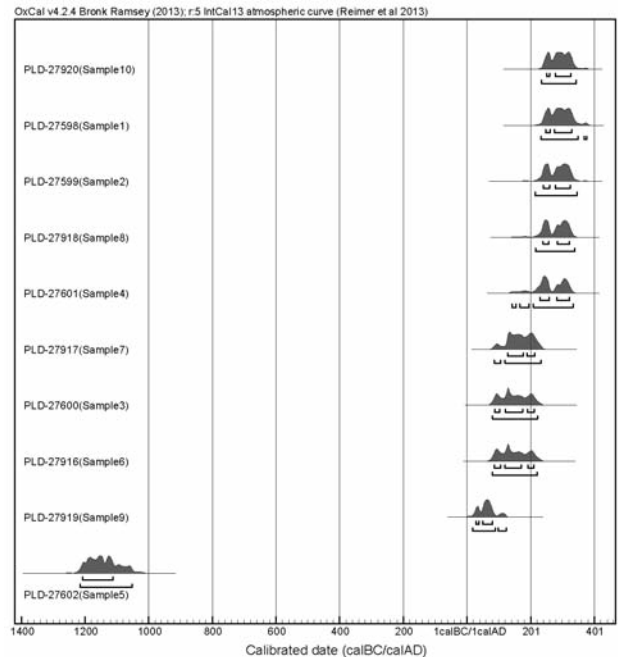 OxCal v4.2.4 Bronk Ramsey (2013); r:5 IntCal13 atmospheric curve (Reimer et al 2013)
PLD-27920(Sample10)
PLD-27598(Sample1)
PLD-27599(Sample2)
PLD-27918(Sample8)
PLD-27601(Sample4)
PLD-27917(Sample7)
PLD-27600(Sample3)
PLD-27916(Sample6)
PLD-27919(Sample9)
PLD-27602(Sample5)
1400 1200 1000 800 600 400 200 1calBC/1calAD 201 401
Calibrated date (calBC/calAD)